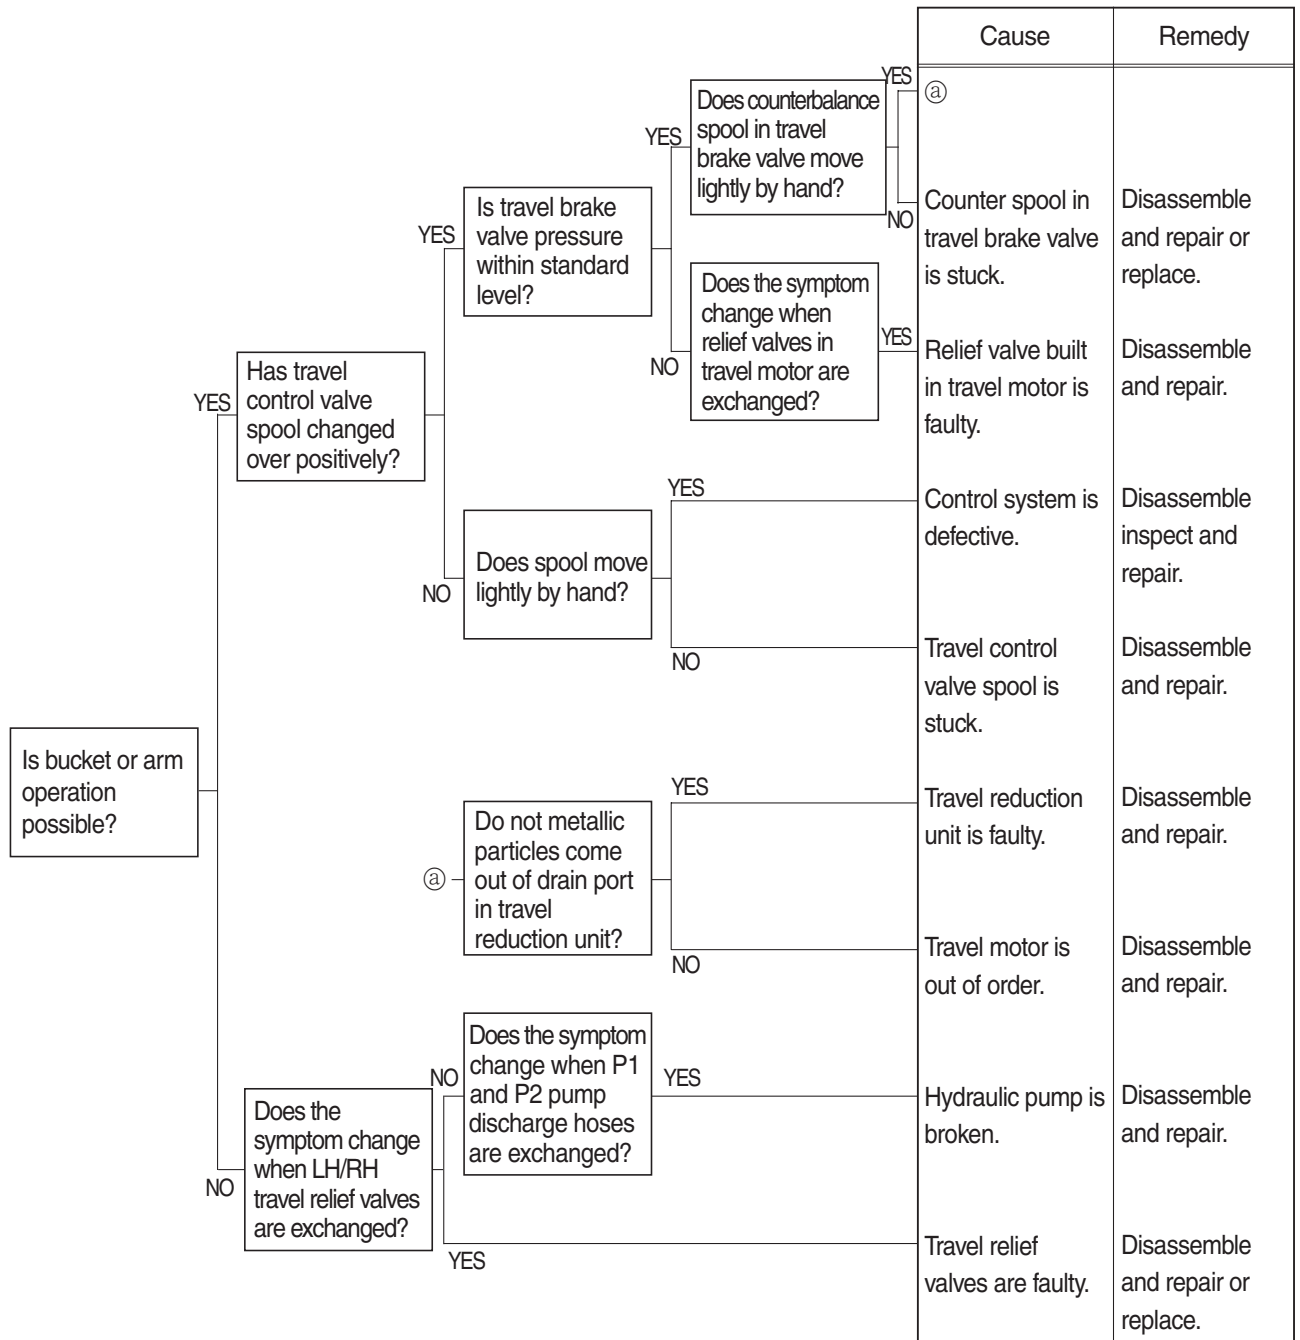 Cause
Remedy
YES
ⓐ
Does counterbalance
spool in travel
brake valve move
lightly by hand?
YES
NO
Counter spool in
travel brake valve
is stuck.
Disassemble
and repair or
replace.
Is travel brake
valve pressure
within standard
level?
YES
Does the symptom
change when
relief valves in
travel motor are
exchanged?
NO
YES
Relief valve built
in travel motor is
faulty.
Disassemble
and repair.
Has travel
control valve
spool changed
over positively?
YES
YES
Control system is
defective.
Disassemble
inspect and
repair.
Does spool move
lightly by hand?
NO
NO
Travel control
valve spool is
stuck.
Disassemble
and repair.
Is bucket or arm
operation
possible?
YES
Travel reduction
unit is faulty.
Disassemble
and repair.
ⓐ
Do not metallic
particles come
out of drain port
in travel
reduction unit?
NO
Travel motor is
out of order.
Disassemble
and repair.
Does the symptom
change when P1
and P2 pump
discharge hoses
are exchanged?
NO
YES
Hydraulic pump is
broken.
Disassemble
and repair.
Does the
symptom change
when LH/RH
travel relief valves
are exchanged?
NO
YES
Travel relief
valves are faulty.
Disassemble
and repair or
replace.